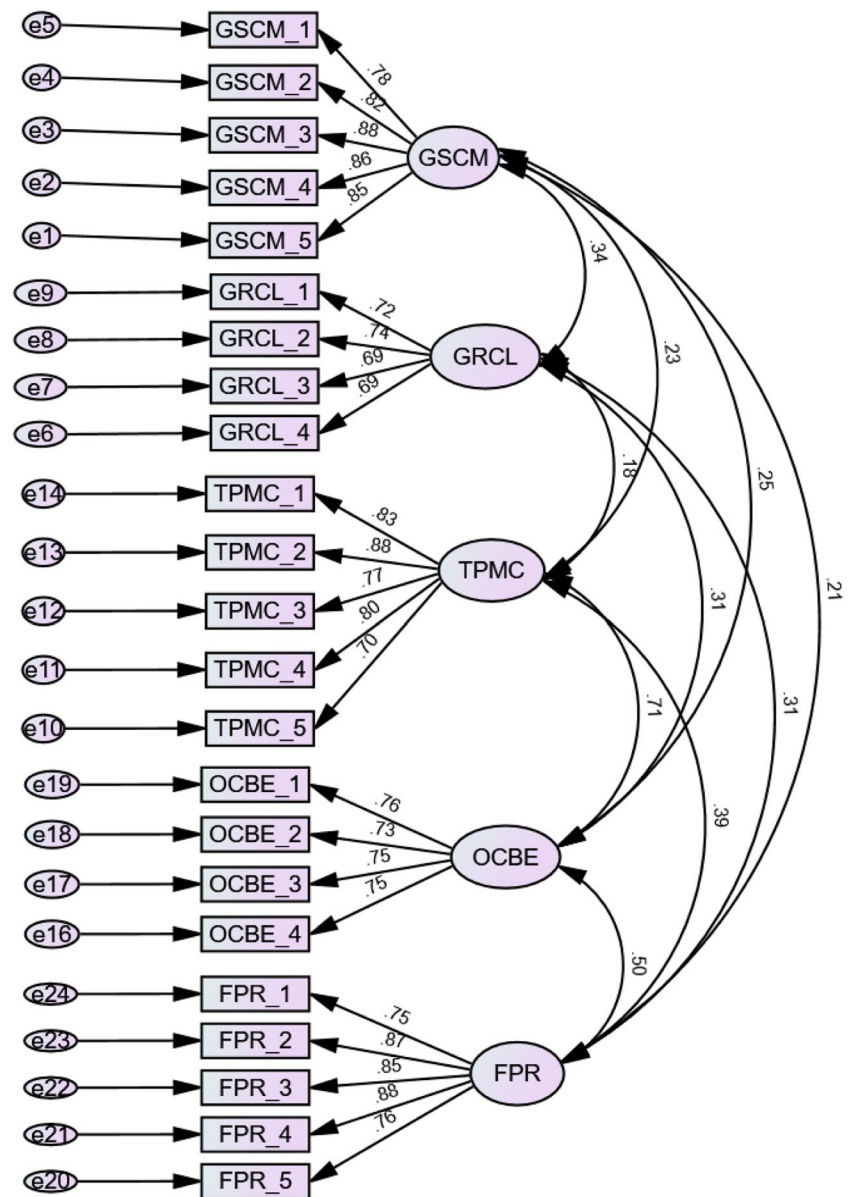 e5 GSCM_1
.78
e4 GSCM_2
.82
e3 GSCM_3
.88
GSCM
e2 GSCM_4
.86
e1 GSCM_5
.85
.34
e9 GRCL_1
.72
e8 GRCL_2
.74
GRCL
.23
e7 GRCL_3
.69
e6 GRCL_4
.69
.18
.25
e14 TPMC_1
.83
e13 TPMC_2
.88
TPMC
e12 TPMC_3
.77
.31
.21
e11 TPMC_4
.80
e10 TPMC_5
.70
.71
.31
e19 OCBE_1
.76
e18 OCBE_2
.73
.39
OCBE
e17 OCBE_3
.75
e16 OCBE_4
.75
.50
e24 FPR_1
.75
e23 FPR_2
.87
FPR
e22 FPR_3
.85
e21 FPR_4
.88
e20 FPR_5
.76